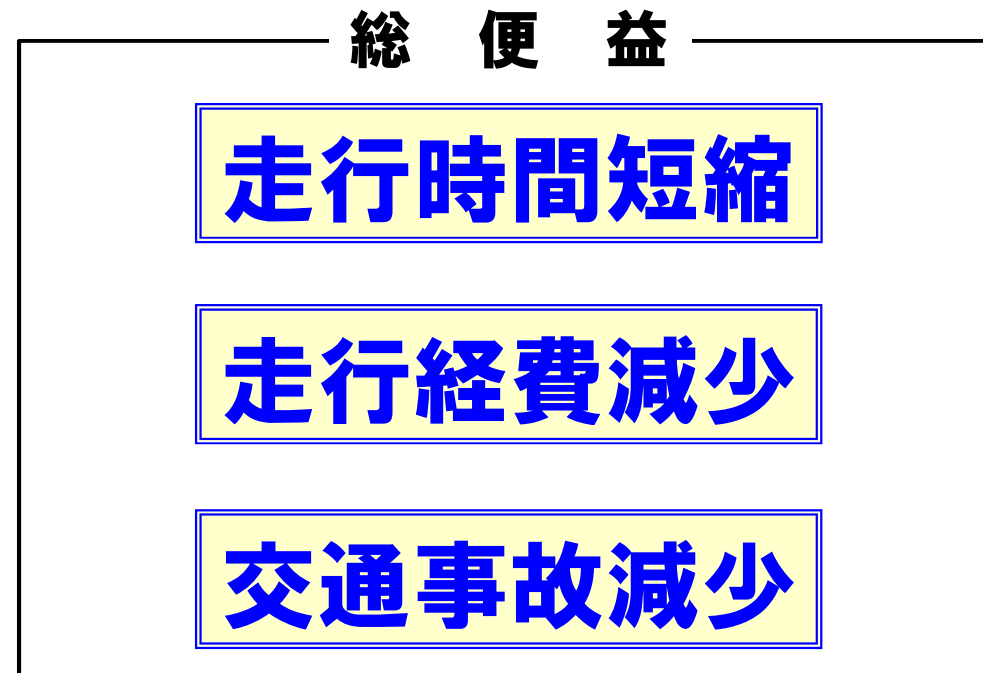 総　便　益
走行時間短縮
走行経費減少
交通事故減少